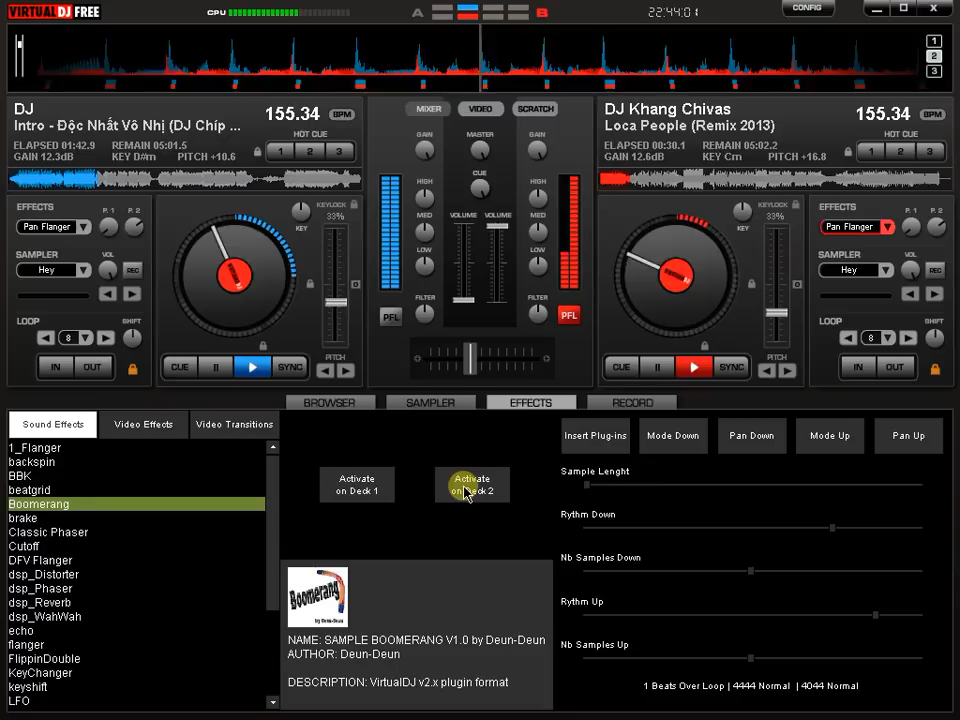 VIRTUAL DJ FREE
CPU
A
B
22:44:01
CONFIG
X
1
2
3
DJ
155.34 BPM
Intro - Độc Nhất Vô Nhị (DJ Chíp ...
HOT CUE
ELAPSED 01:42.9 REMAIN 05:01.5
GAIN 12.3dB KEY D#m PITCH +10.6
1 2 3
MIXER VIDEO SCRATCH
GAIN MASTER GAIN
DJ Khang Chivas
155.34 BPM
Loca People (Remix 2013)
HOT CUE
ELAPSED 00:30.1 REMAIN 05:02.2
GAIN 12.6dB KEY Cm PITCH +16.8
1 2 3
EFFECTS P. 1 P. 2
Pan Flanger
SAMPLER VOL
Hey REC
LOOP SHIFT
8
IN OUT
KEYLOCK
33%
KEY
CUE SYNC
PITCH
HIGH
MED
LOW
FILTER
PFL
CUE
VOLUME VOLUME
HIGH
MED
LOW
FILTER
PFL
KEYLOCK
33%
KEY
CUE SYNC
PITCH
EFFECTS P. 1 P. 2
Pan Flanger
SAMPLER VOL
Hey REC
LOOP SHIFT
8
IN OUT
BROWSER SAMPLER EFFECTS RECORD
Sound Effects Video Effects Video Transitions
1_Flanger
backspin
BBK
beatgrid
Boomerang
brake
Classic Phaser
Cutoff
DFV Flanger
dsp_Distorter
dsp_Phaser
dsp_Reverb
dsp_WahWah
echo
flanger
FlippinDouble
KeyChanger
keyshift
LFO
Activate
on Deck 1
Activate
on Deck 2
Boomerang
by Deun-Deun
NAME: SAMPLE BOOMERANG V1.0 by Deun-Deun
AUTHOR: Deun-Deun
DESCRIPTION: VirtualDJ v2.x plugin format
Insert Plug-ins Mode Down Pan Down Mode Up Pan Up
Sample Lenght
Rythm Down
Nb Samples Down
Rythm Up
Nb Samples Up
1 Beats Over Loop | 4444 Normal | 4044 Normal